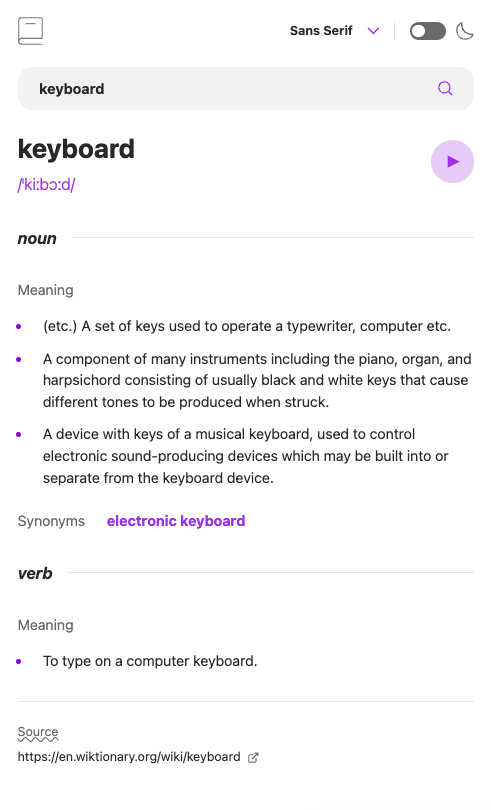 Sans Serif
keyboard
keyboard
/ˈkiːbɔːd/
noun
Meaning
(etc.) A set of keys used to operate a typewriter, computer etc.
A component of many instruments including the piano, organ, and
harpsichord consisting of usually black and white keys that cause
different tones to be produced when struck.
A device with keys of a musical keyboard, used to control
electronic sound-producing devices which may be built into or
separate from the keyboard device.
Synonyms electronic keyboard
verb
Meaning
To type on a computer keyboard.
Source
https://en.wiktionary.org/wiki/keyboard